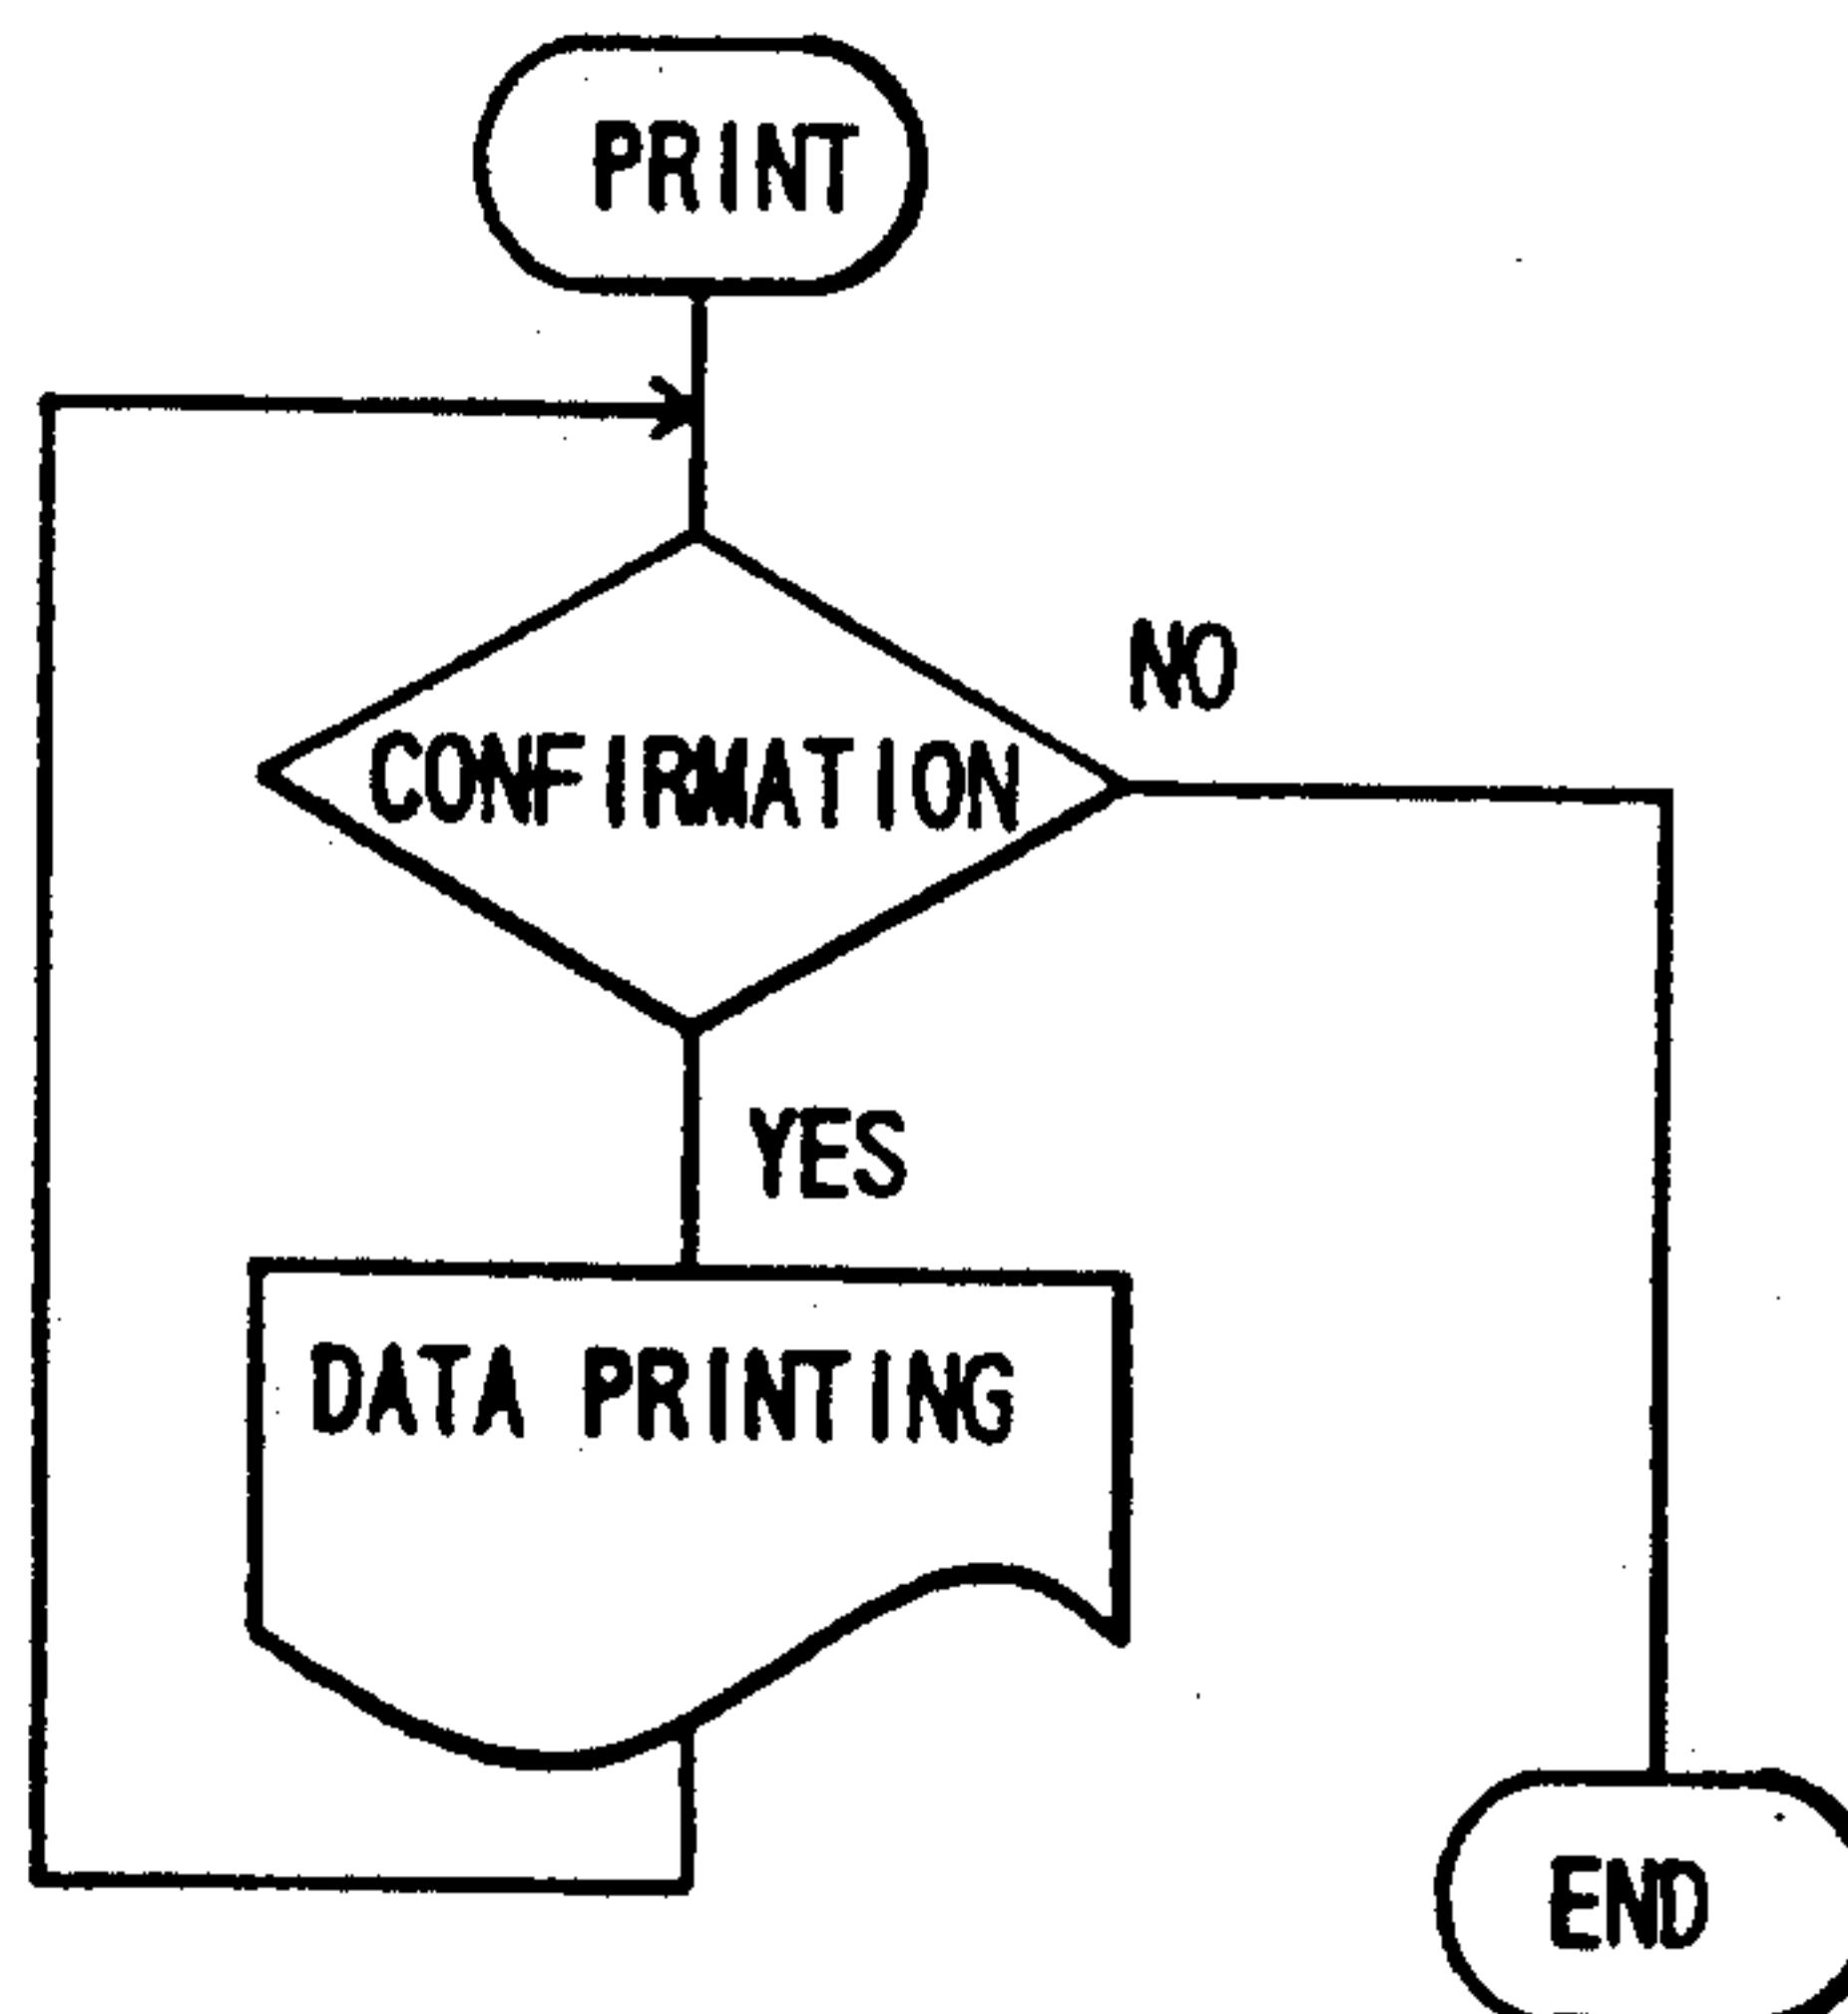 PRINT
NO
CONFIRMATION
YES
DATA PRINTING
END